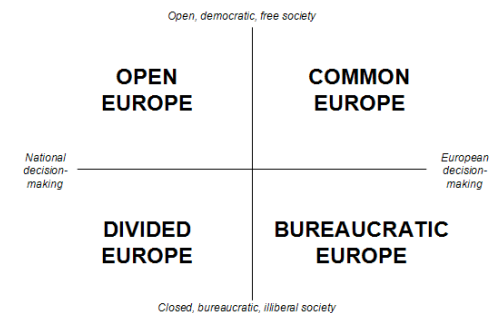 Open, democratic, free society
OPEN
EUROPE
COMMON
EUROPE
National
decision-
making
European
decision-
making
DIVIDED
EUROPE
BUREAUCRATIC
EUROPE
Closed, bureaucratic, illiberal society